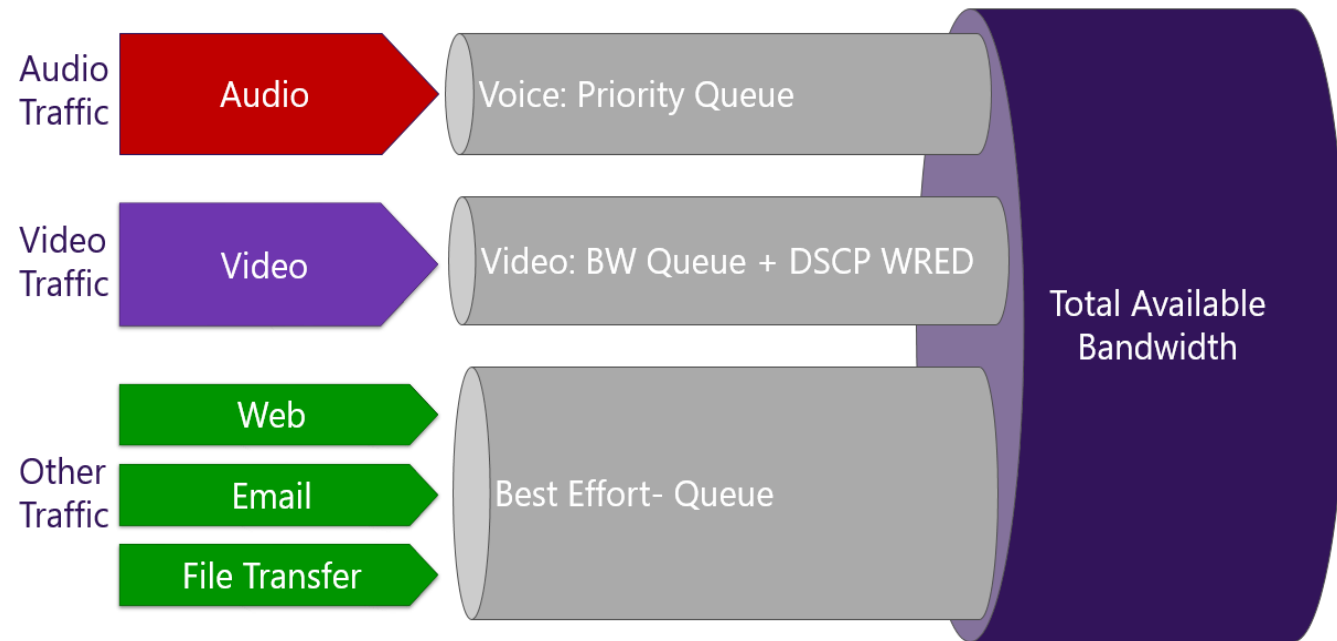 Audio
Traffic
Audio
Voice: Priority Queue
Video
Traffic
Video
Video: BW Queue + DSCP WRED
Total Available
Bandwidth
Other
Traffic
Web
Email
File Transfer
Best Effort- Queue